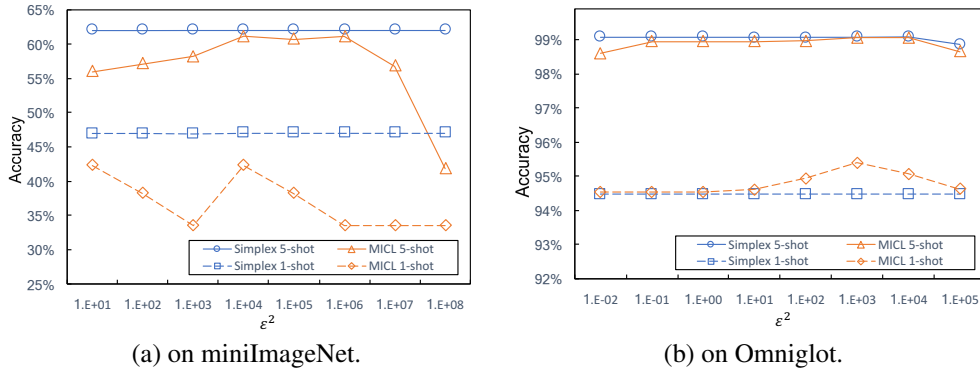 65%
60%
55%
50%
45%
40%
35%
30%
25%
Accuracy
Simplex 5-shot MICL 5-shot
Simplex 1-shot MICL 1-shot
1.E+01 1.E+02 1.E+03 1.E+04 1.E+05 1.E+06 1.E+07 1.E+08
ε²
(a) on miniImageNet.
99%
98%
97%
96%
95%
94%
93%
92%
Accuracy
Simplex 5-shot MICL 5-shot
Simplex 1-shot MICL 1-shot
1.E-02 1.E-01 1.E+00 1.E+01 1.E+02 1.E+03 1.E+04 1.E+05
ε²
(b) on Omniglot.